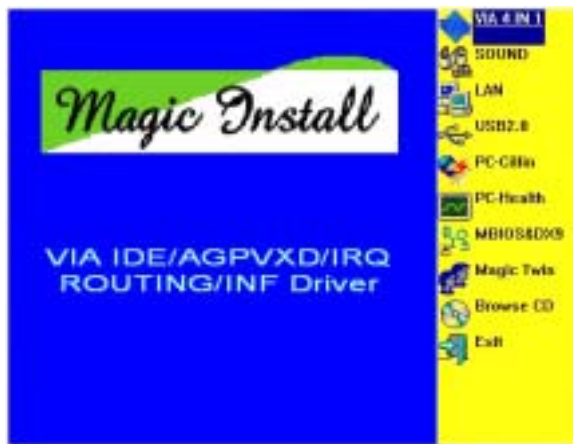 Magic Install
VIA IDE/AGPVXD/IRQ
ROUTING/INF Driver
VIA 4 IN 1
SOUND
LAN
USB2.0
PC-Cillin
PC-Health
MBIOS&DX9
Magic Twin
Browse CD
Exit